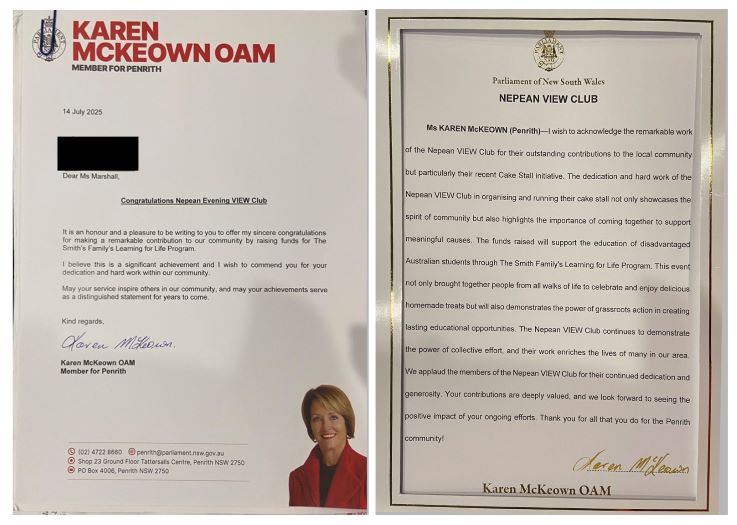 KAREN
MCKEOWN OAM
MEMBER FOR PENRITH
14 July 2025
Dear Ms Marshall,
Congratulations Nepean Evening VIEW Club
It is an honour and a pleasure to be writing to you to offer my sincere congratulations
for making a remarkable contribution to our community by raising funds for The
Smith's Family's Learning for Life Program.
I believe this is a significant achievement and I wish to commend you for your
dedication and hard work within our community.
May your service inspire others in our community, and may your achievements serve
as a distinguished statement for years to come.
Kind regards,
Karen McKeown.
Karen McKeown OAM
Member for Penrith
(02) 4722 8660 penrith@parliament.nsw.gov.au
Shop 23 Ground Floor Tattersalls Centre, Penrith NSW 2750
PO Box 4006, Penrith NSW 2750
Parliament of New South Wales
NEPEAN VIEW CLUB
Ms KAREN McKEOWN (Penrith)—I wish to acknowledge the remarkable work
of the Nepean VIEW Club for their outstanding contributions to the local community
but particularly their recent Cake Stall initiative. The dedication and hard work of the
Nepean VIEW Club in organising and running their cake stall not only showcases the
spirit of community but also highlights the importance of coming together to support
meaningful causes. The funds raised will support the education of disadvantaged
Australian students through The Smith Family's Learning for Life Program. This event
not only brought together people from all walks of life to celebrate and enjoy delicious
homemade treats but will also demonstrates the power of grassroots action in creating
lasting educational opportunities. The Nepean VIEW Club continues to demonstrate
the power of collective effort, and their work enriches the lives of many in our area.
We applaud the members of the Nepean VIEW Club for their continued dedication and
generosity. Your contributions are deeply valued, and we look forward to seeing the
positive impact of your ongoing efforts. Thank you for all that you do for the Penrith
community!
Karen McKeown
Karen McKeown OAM